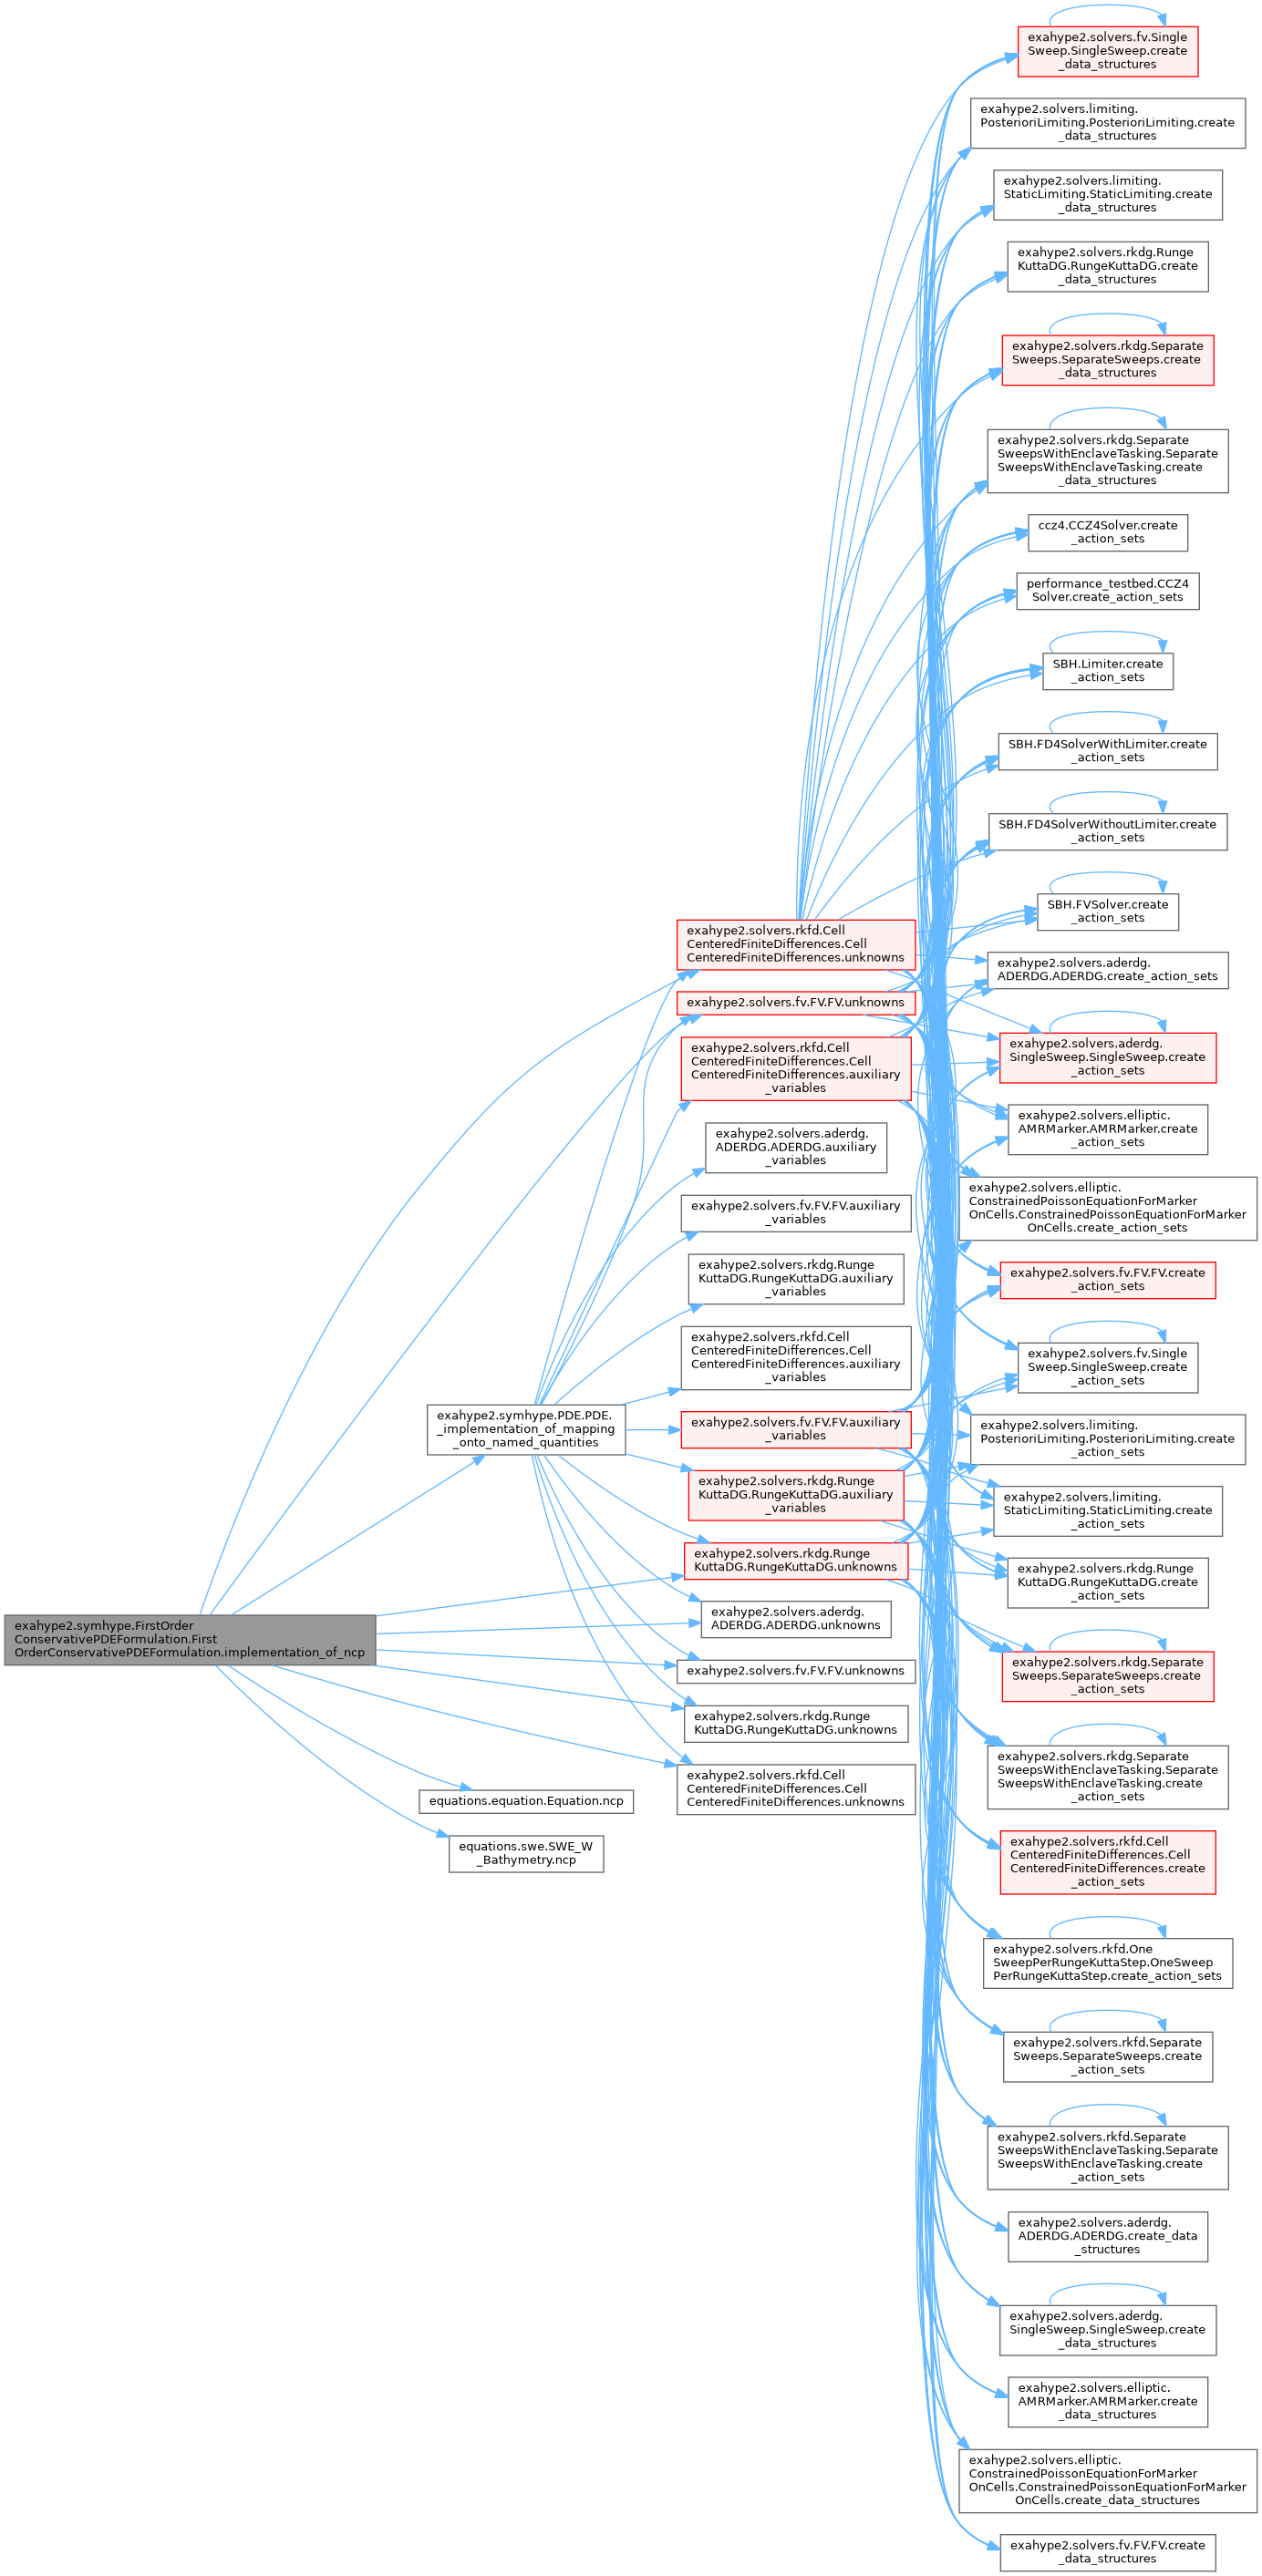 exahype2.symhype.FirstOrder
ConservativePDEFormulation.First
OrderConservativePDEFormulation.implementation_of_ncp
exahype2.symhype.PDE.PDE.
_implementation_of_mapping
_onto_named_quantities
equations.equation.Equation.ncp
equations.swe.SWE_W
_Bathymetry.ncp
exahype2.solvers.rkfd.Cell
CenteredFiniteDifferences.Cell
CenteredFiniteDifferences.unknowns
exahype2.solvers.fv.FV.FV.unknowns
exahype2.solvers.rkfd.Cell
CenteredFiniteDifferences.Cell
CenteredFiniteDifferences.auxiliary
_variables
exahype2.solvers.aderdg.
ADERDG.ADERDG.auxiliary
_variables
exahype2.solvers.fv.FV.FV.auxiliary
_variables
exahype2.solvers.rkdg.Runge
KuttaDG.RungeKuttaDG.auxiliary
_variables
exahype2.solvers.rkfd.Cell
CenteredFiniteDifferences.Cell
CenteredFiniteDifferences.auxiliary
_variables
exahype2.solvers.fv.FV.FV.auxiliary
_variables
exahype2.solvers.rkdg.Runge
KuttaDG.RungeKuttaDG.auxiliary
_variables
exahype2.solvers.rkdg.Runge
KuttaDG.RungeKuttaDG.unknowns
exahype2.solvers.aderdg.
ADERDG.ADERDG.unknowns
exahype2.solvers.fv.FV.FV.unknowns
exahype2.solvers.rkdg.Runge
KuttaDG.RungeKuttaDG.unknowns
exahype2.solvers.rkfd.Cell
CenteredFiniteDifferences.Cell
CenteredFiniteDifferences.unknowns
exahype2.solvers.fv.Single
Sweep.SingleSweep.create
_data_structures
exahype2.solvers.limiting.
PosterioriLimiting.PosterioriLimiting.create
_data_structures
exahype2.solvers.limiting.
StaticLimiting.StaticLimiting.create
_data_structures
exahype2.solvers.rkdg.Runge
KuttaDG.RungeKuttaDG.create
_data_structures
exahype2.solvers.rkdg.Separate
Sweeps.SeparateSweeps.create
_data_structures
exahype2.solvers.rkdg.Separate
SweepsWithEnclaveTasking.Separate
SweepsWithEnclaveTasking.create
_data_structures
ccz4.CCZ4Solver.create
_action_sets
performance_testbed.CCZ4
Solver.create_action_sets
SBH.Limiter.create
_action_sets
SBH.FD4SolverWithLimiter.create
_action_sets
SBH.FD4SolverWithoutLimiter.create
_action_sets
SBH.FVSolver.create
_action_sets
exahype2.solvers.aderdg.
ADERDG.ADERDG.create_action_sets
exahype2.solvers.aderdg.
SingleSweep.SingleSweep.create
_action_sets
exahype2.solvers.elliptic.
AMRMarker.AMRMarker.create
_action_sets
exahype2.solvers.elliptic.
ConstrainedPoissonEquationForMarker
OnCells.ConstrainedPoissonEquationForMarker
OnCells.create_action_sets
exahype2.solvers.fv.FV.FV.create
_action_sets
exahype2.solvers.fv.Single
Sweep.SingleSweep.create
_action_sets
exahype2.solvers.limiting.
PosterioriLimiting.PosterioriLimiting.create
_action_sets
exahype2.solvers.limiting.
StaticLimiting.StaticLimiting.create
_action_sets
exahype2.solvers.rkdg.Runge
KuttaDG.RungeKuttaDG.create
_action_sets
exahype2.solvers.rkdg.Separate
Sweeps.SeparateSweeps.create
_action_sets
exahype2.solvers.rkdg.Separate
SweepsWithEnclaveTasking.Separate
SweepsWithEnclaveTasking.create
_action_sets
exahype2.solvers.rkfd.Cell
CenteredFiniteDifferences.Cell
CenteredFiniteDifferences.create
_action_sets
exahype2.solvers.rkfd.One
SweepPerRungeKuttaStep.OneSweep
PerRungeKuttaStep.create_action_sets
exahype2.solvers.rkfd.Separate
Sweeps.SeparateSweeps.create
_action_sets
exahype2.solvers.rkfd.Separate
SweepsWithEnclaveTasking.Separate
SweepsWithEnclaveTasking.create
_action_sets
exahype2.solvers.aderdg.
ADERDG.ADERDG.create_data
_structures
exahype2.solvers.aderdg.
SingleSweep.SingleSweep.create
_data_structures
exahype2.solvers.elliptic.
AMRMarker.AMRMarker.create
_data_structures
exahype2.solvers.elliptic.
ConstrainedPoissonEquationForMarker
OnCells.ConstrainedPoissonEquationForMarker
OnCells.create_data_structures
exahype2.solvers.fv.FV.FV.create
_data_structures